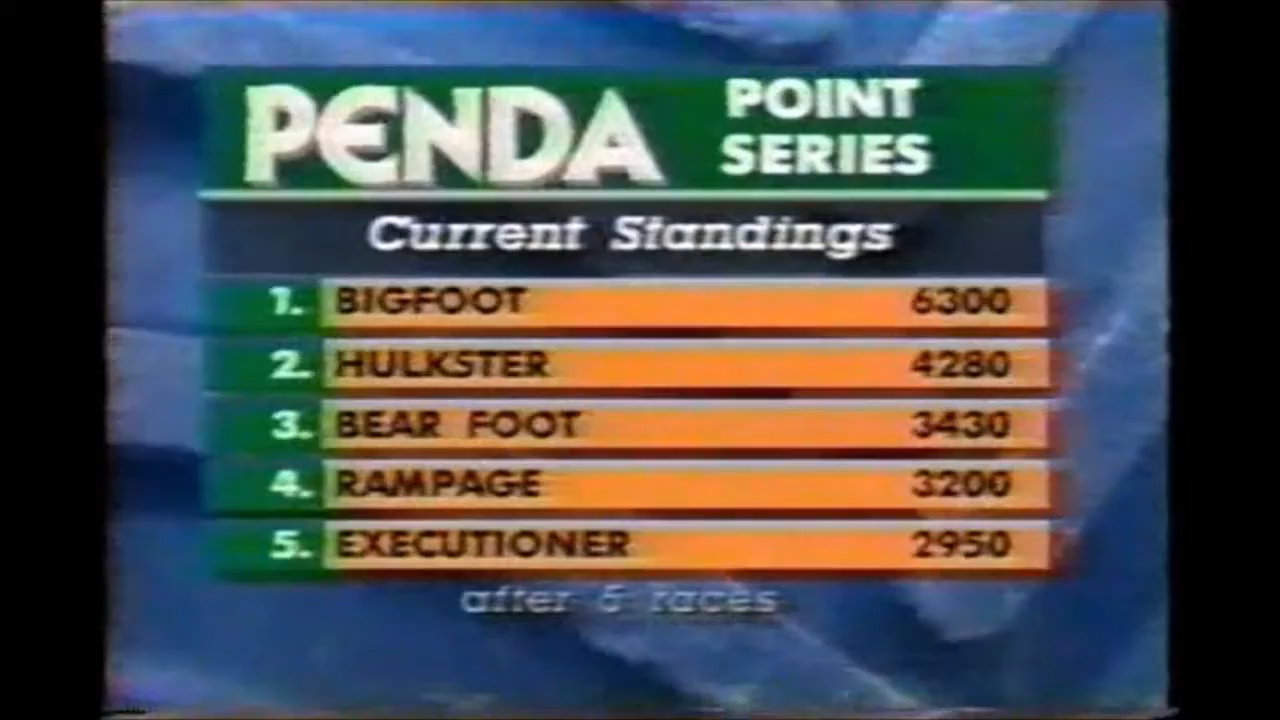 PENDA
POINT
SERIES
Current Standings
1. BIGFOOT 6300
2. HULKSTER 4280
3. BEAR FOOT 3430
4. RAMPAGE 3200
5. EXECUTIONER 2950
after races